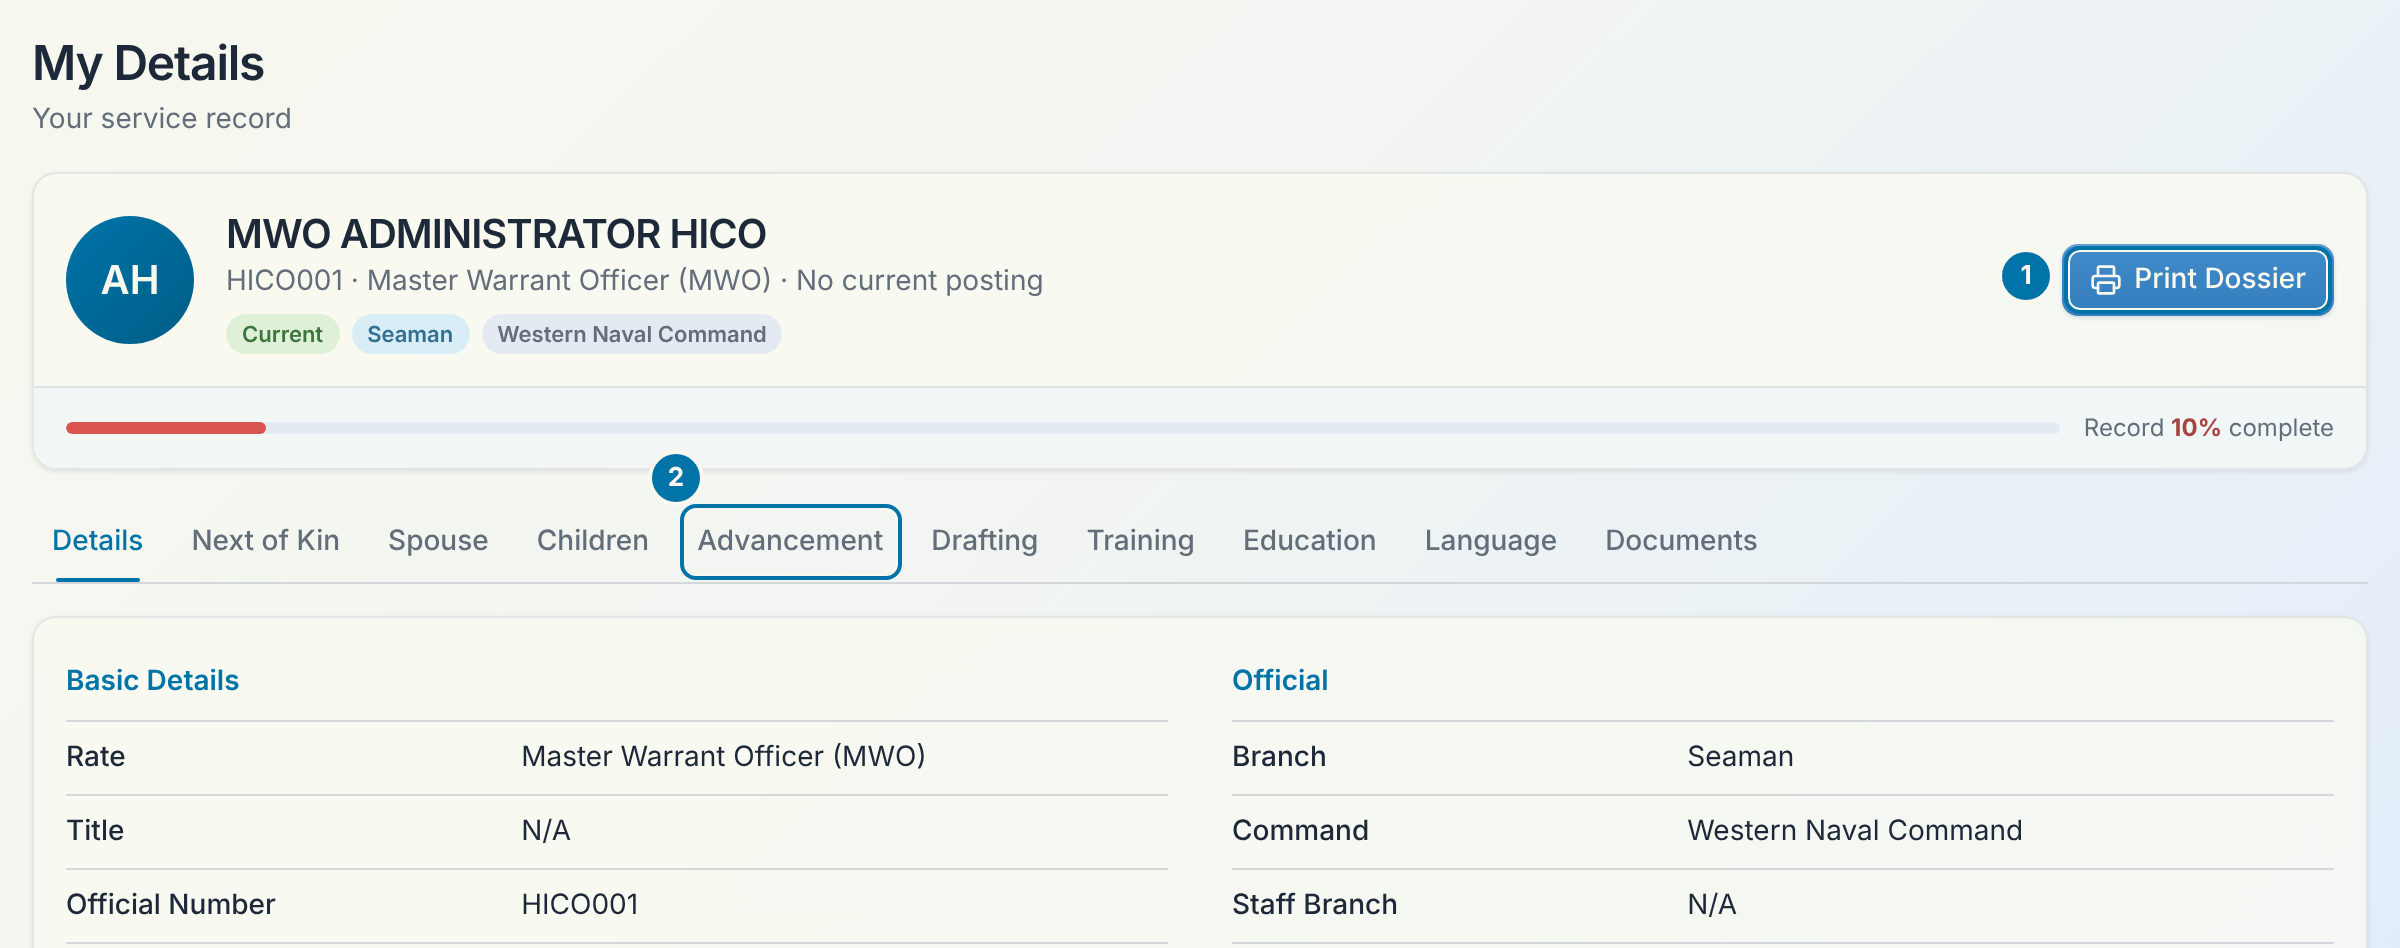 My Details
Your service record
AH
MWO ADMINISTRATOR HICO
HICO001 · Master Warrant Officer (MWO) · No current posting
Current Seaman Western Naval Command
1 Print Dossier
Record 10% complete
2
Details Next of Kin Spouse Children Advancement Drafting Training Education Language Documents
Basic Details
Rate Master Warrant Officer (MWO)
Title N/A
Official Number HICO001
Official
Branch Seaman
Command Western Naval Command
Staff Branch N/A